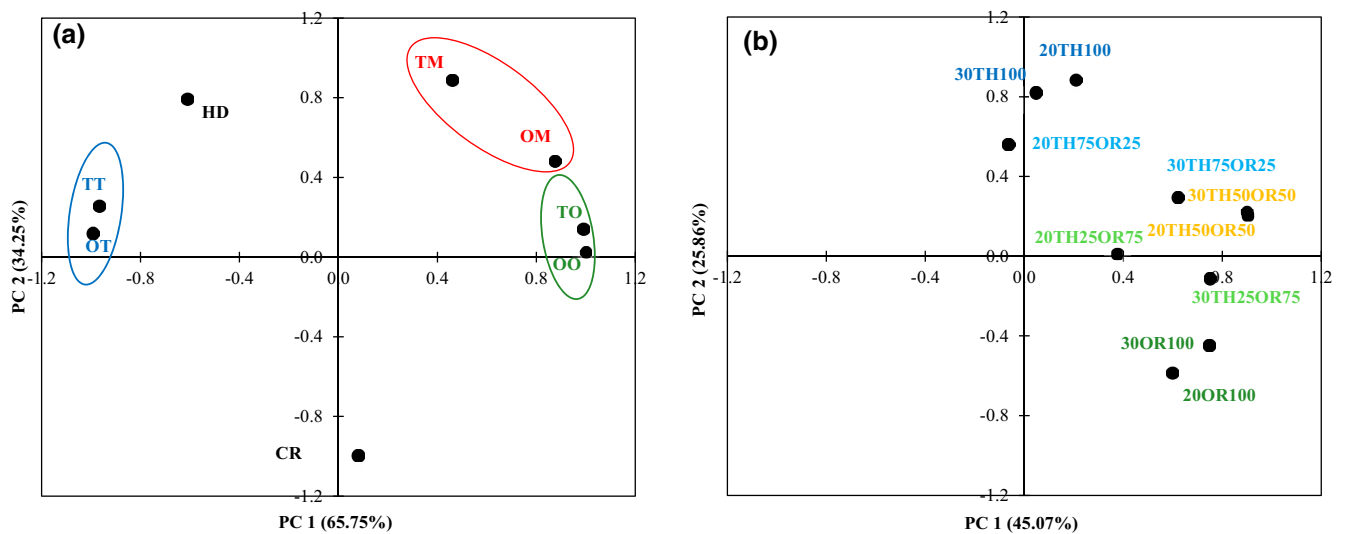 (a)
1.2
TM
HD
0.8
OM
0.4
TT
TO
OT
OO
-1.2
-0.8
-0.4
0.0
0.4
0.8
1.2
-0.4
-0.8
CR
-1.2
PC 2 (34.25%)
PC 1 (65.75%)
(b)
1.2
20TH100
30TH100
0.8
20TH75OR25
30TH75OR25
0.4
30TH50OR50
20TH50OR50
20TH25OR75
-1.2
-0.8
-0.4
0.0
0.4
0.8
1.2
30TH25OR75
-0.4
30OR100
20OR100
-0.8
-1.2
PC 2 (25.86%)
PC 1 (45.07%)